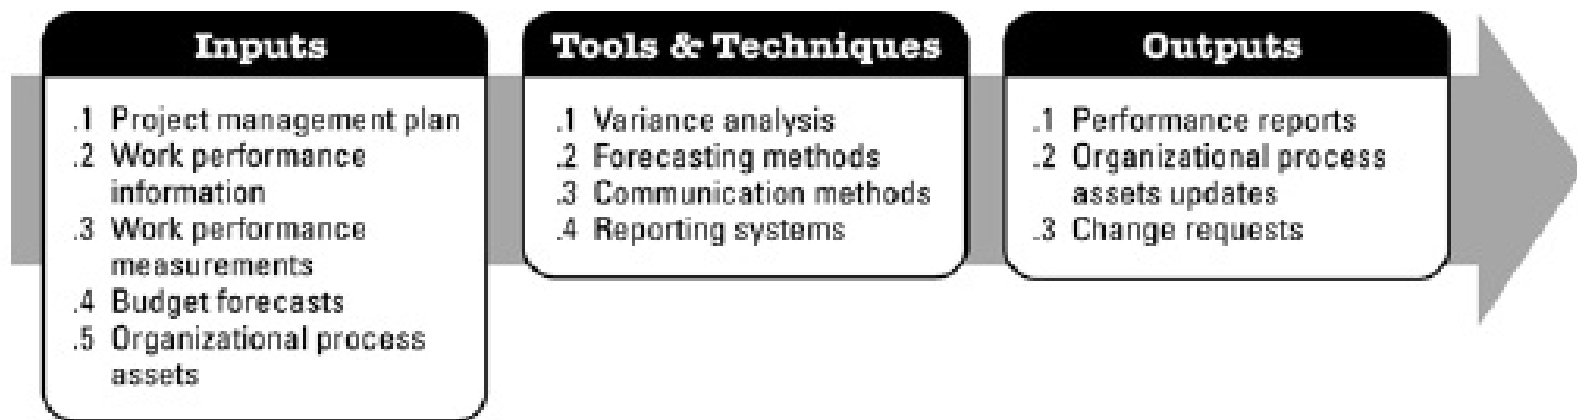 Inputs
.1 Project management plan
.2 Work performance
information
.3 Work performance
measurements
.4 Budget forecasts
.5 Organizational process
assets
Tools & Techniques
.1 Variance analysis
.2 Forecasting methods
.3 Communication methods
.4 Reporting systems
Outputs
.1 Performance reports
.2 Organizational process
assets updates
.3 Change requests